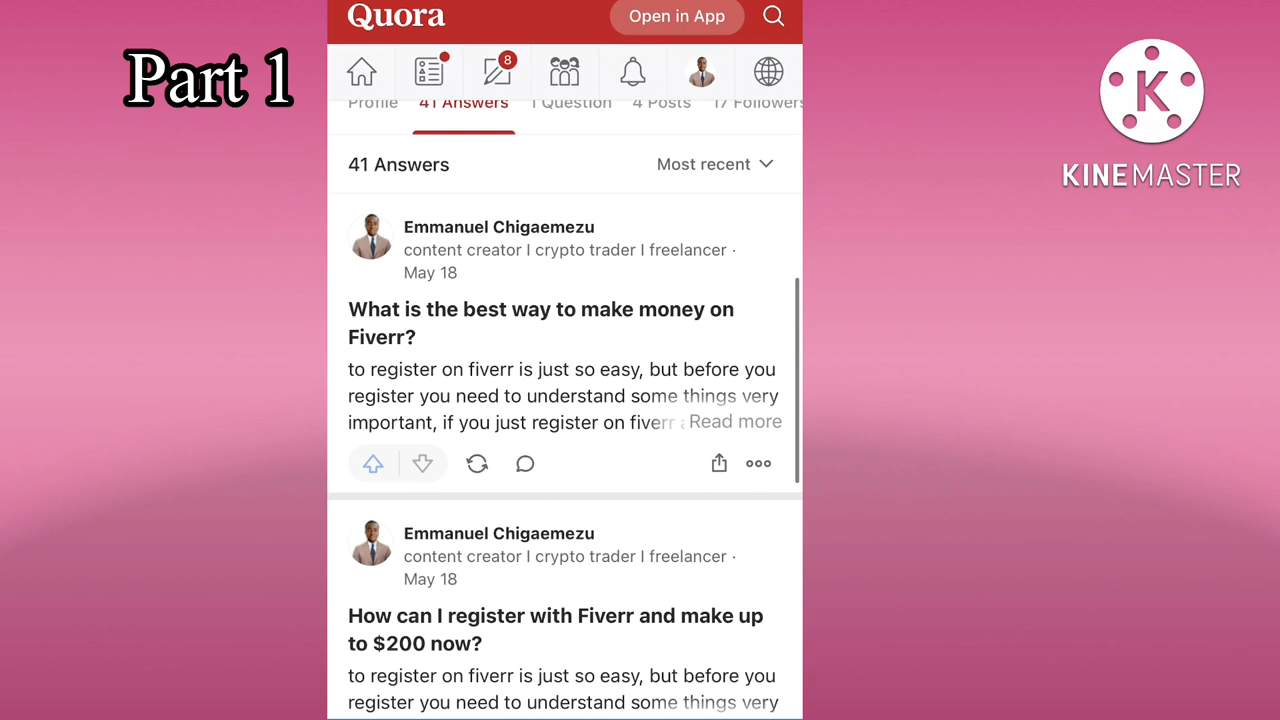 Part 1
KINEMASTER
Quora
Open in App
8
Profile 41 Answers 1 Question 4 Posts 17 Followers
41 Answers
Most recent
Emmanuel Chigaemezu
content creator I crypto trader I freelancer ·
May 18
What is the best way to make money on
Fiverr?
to register on fiverr is just so easy, but before you
register you need to understand some things very
important, if you just register on fiverr a Read more
Emmanuel Chigaemezu
content creator I crypto trader I freelancer ·
May 18
How can I register with Fiverr and make up
to $200 now?
to register on fiverr is just so easy, but before you
register you need to understand some things very